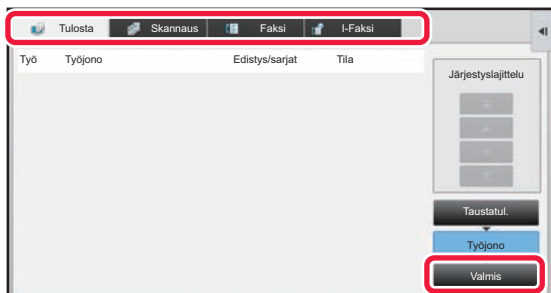 Tulosta Skannaus Faksi I-Faksi
Työ Työjono Edistys/sarjat Tila
Järjestyslajittelu
Taustatul.
Työjono
Valmis